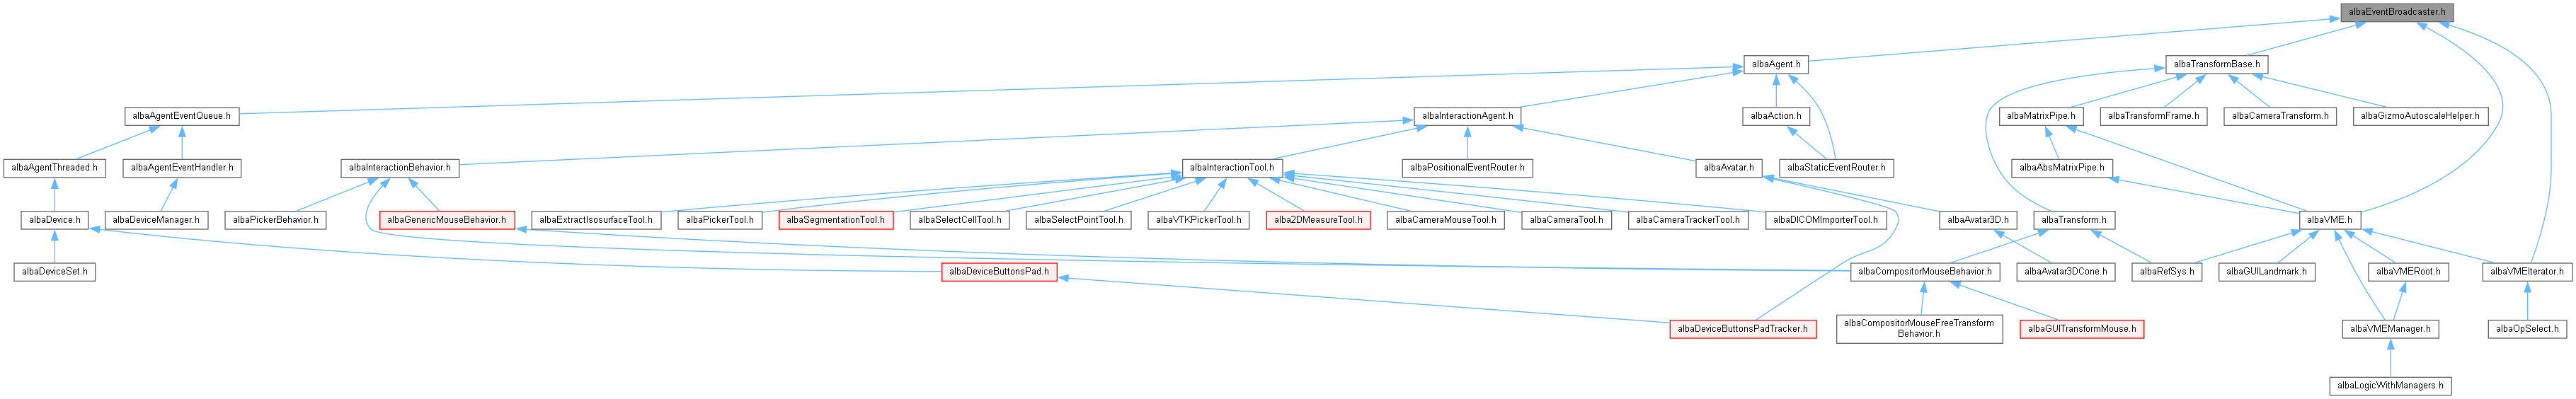 albaEventBroadcaster.h
albaAgent.h
albaTransformBase.h
albaAgentEventQueue.h
albaInteractionAgent.h
albaAction.h
albaMatrixPipe.h
albaTransformFrame.h
albaCameraTransform.h
albaGizmoAutoscaleHelper.h
albaAgentThreaded.h
albaAgentEventHandler.h
albaInteractionBehavior.h
albaInteractionTool.h
albaPositionalEventRouter.h
albaAvatar.h
albaStaticEventRouter.h
albaAbsMatrixPipe.h
albaDevice.h
albaDeviceManager.h
albaPickerBehavior.h
albaGenericMouseBehavior.h
albaExtractIsosurfaceTool.h
albaPickerTool.h
albaSegmentationTool.h
albaSelectCellTool.h
albaSelectPointTool.h
albaVTKPickerTool.h
alba2DMeasureTool.h
albaCameraMouseTool.h
albaCameraTool.h
albaCameraTrackerTool.h
albaDICOMImporterTool.h
albaAvatar3D.h
albaTransform.h
albaVME.h
albaDeviceSet.h
albaDeviceButtonsPad.h
albaCompositorMouseBehavior.h
albaAvatar3DCone.h
albaRefSys.h
albaGUILandmark.h
albaVMERoot.h
albaVMEIterator.h
albaDeviceButtonsPadTracker.h
albaCompositorMouseFreeTransform
Behavior.h
albaGUITransformMouse.h
albaVMEManager.h
albaOpSelect.h
albaLogicWithManagers.h